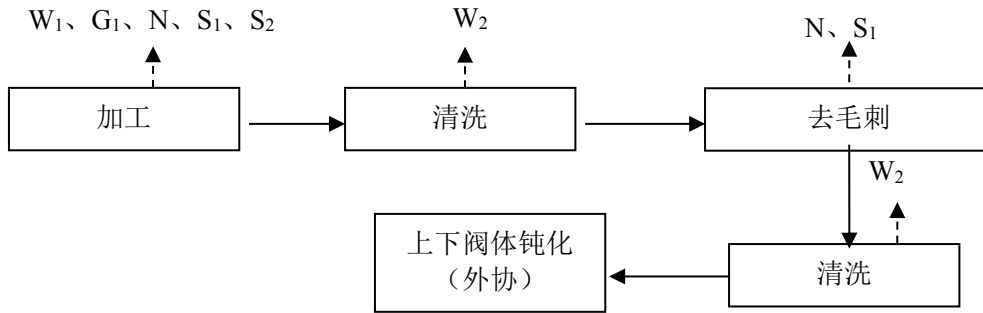 W₁、G₁、N、S₁、S₂
W₂
N、S₁
加工
清洗
去毛刺
W₂
上下阀体钝化
（外协）
清洗